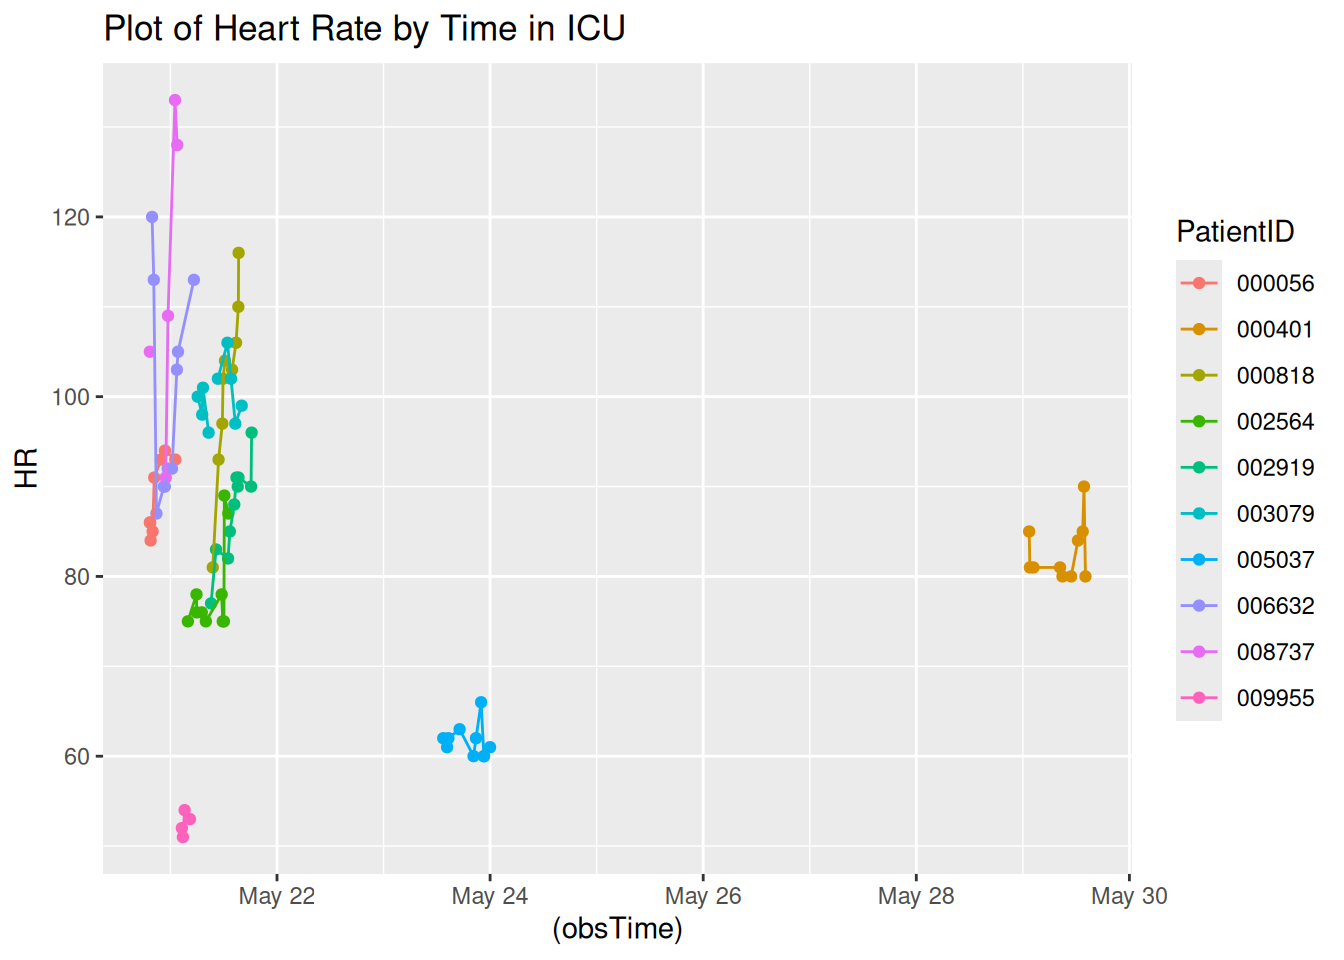 Plot of Heart Rate by Time in ICU
HR
120
100
80
60
May 22
May 24
May 26
May 28
May 30
(obsTime)
PatientID
000056
000401
000818
002564
002919
003079
005037
006632
008737
009955